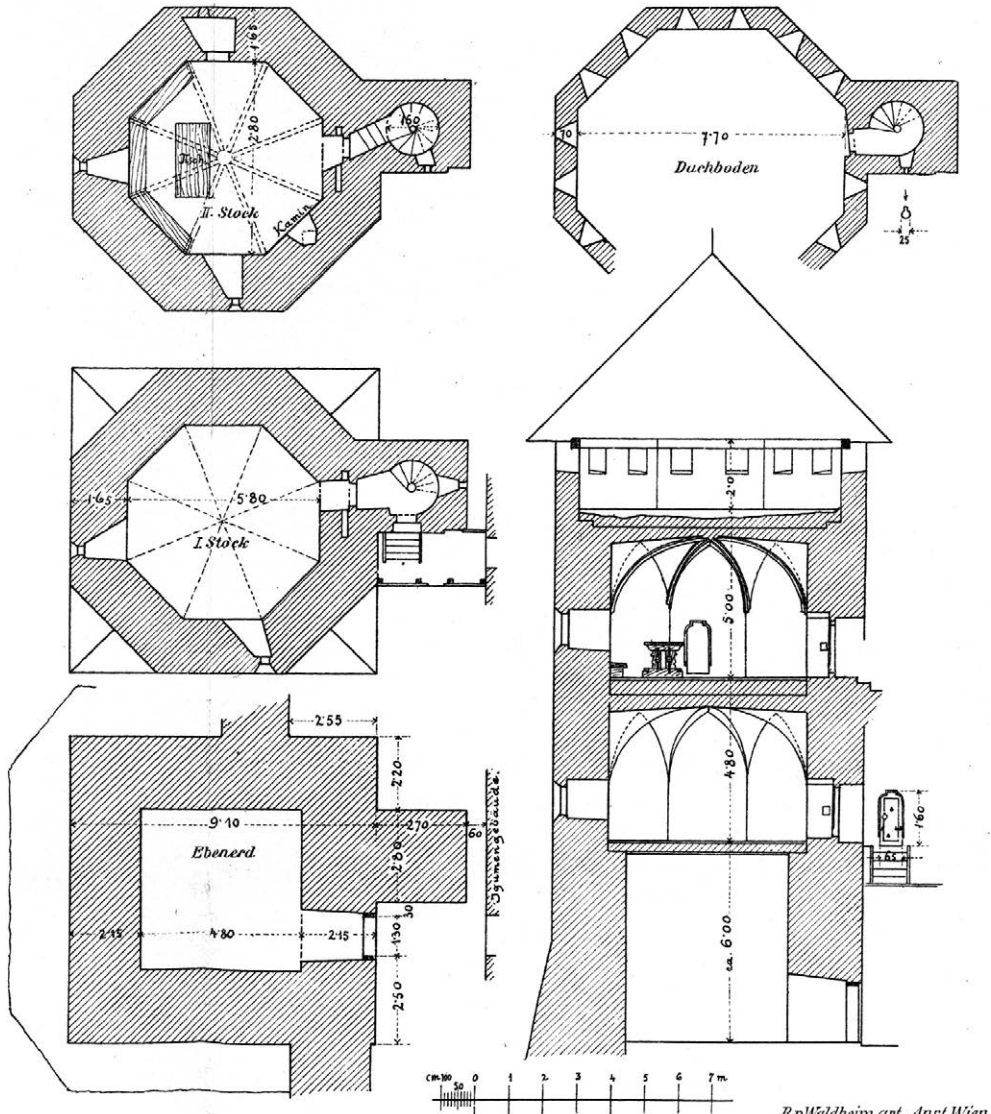 1·65
2·80
1·50
Tisch
II. Stock
Kamin
70
7·70
Dachboden
25
1·65
5·80
I. Stock
2·0
5·00
4·80
1·60
65
ca. 6·00
2·55
2·20
9·10
2·70
60
Ebenerd
2·80
Igumengebäude.
30
2·15
4·80
2·15
1·30
2·50
cm 100
50
0 1 2 3 4 5 6 7 m
R.v.Waldheim art. Anst. Wien